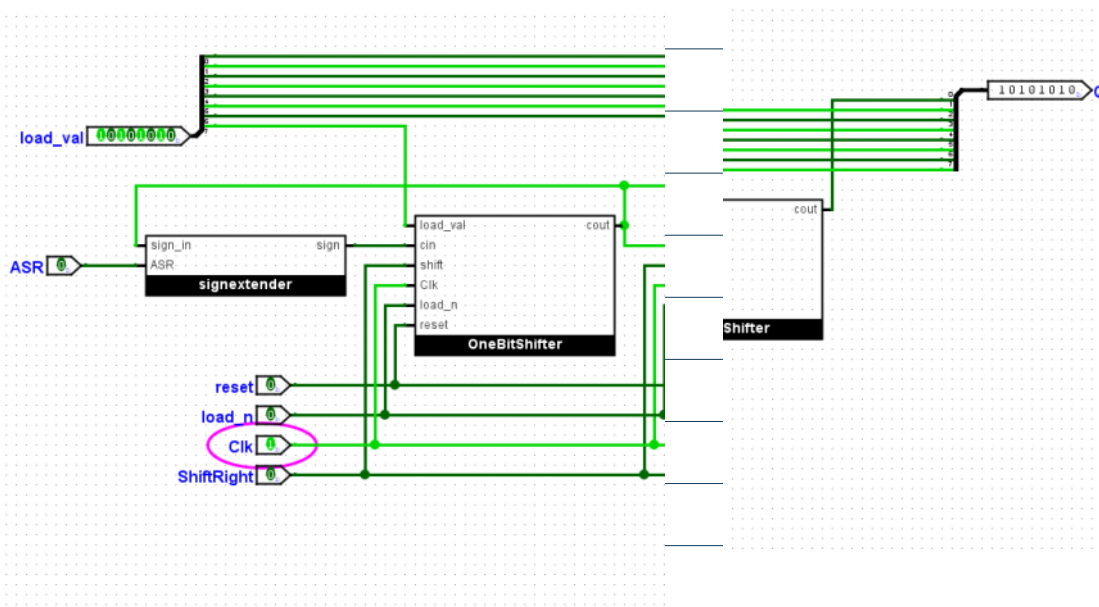 load_val 10101010
10101010
sign_in sign
ASR 0
ASR
signextender
load_val cout
cin
shift
Clk
load_n
reset
OneBitShifter
cout
Shifter
reset 0
load_n 0
Clk 1
ShiftRight 0